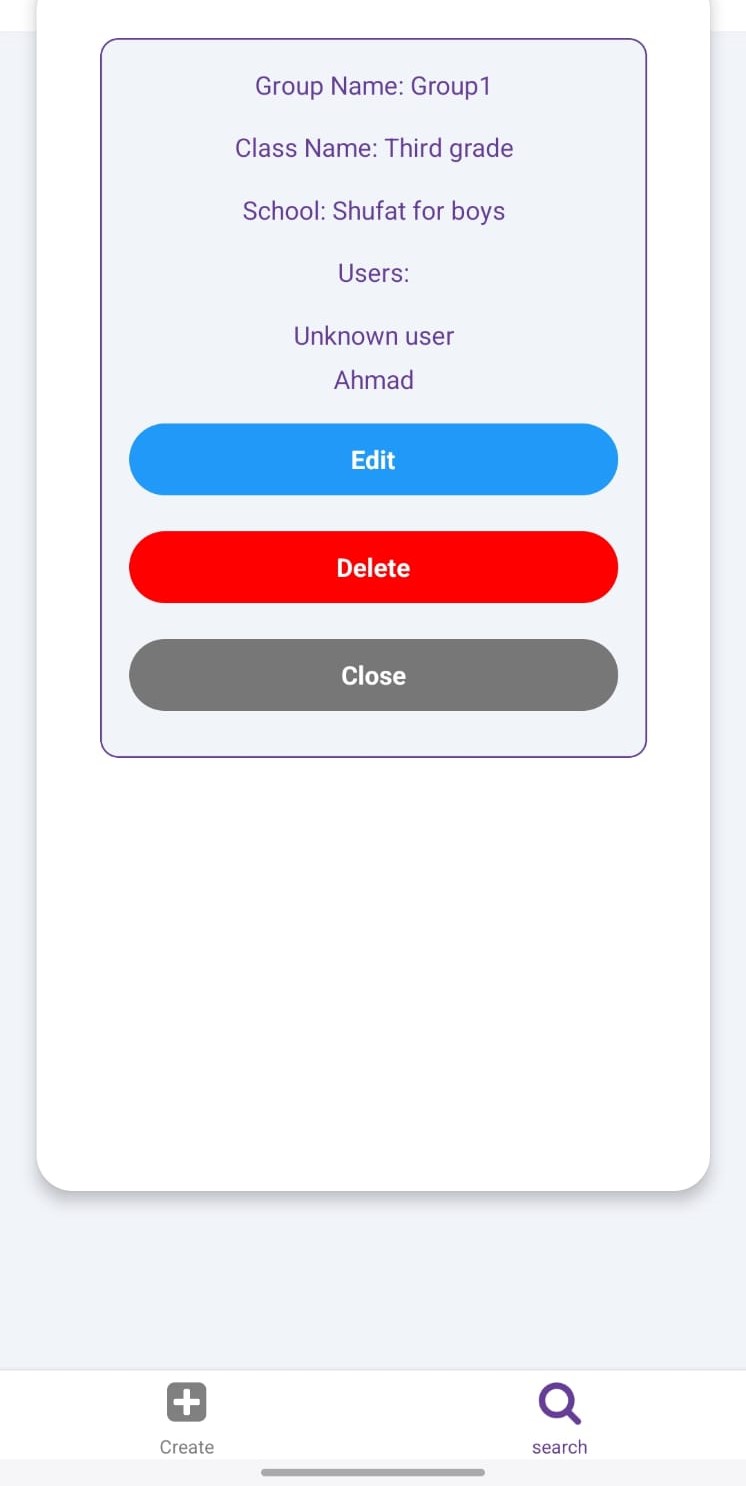 Group Name: Group1
Class Name: Third grade
School: Shufat for boys
Users:
Unknown user
Ahmad
Edit
Delete
Close
Create
search